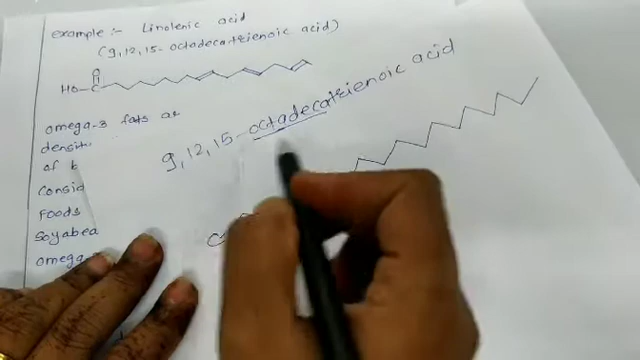 example :- Linolenic acid
(9,12,15-octadecatrienoic acid)
O
HO-C
omega-3 fats
densit
of
Consid
Foods
Soyabea
omega-
9,12,15-octadecatrienoic acid